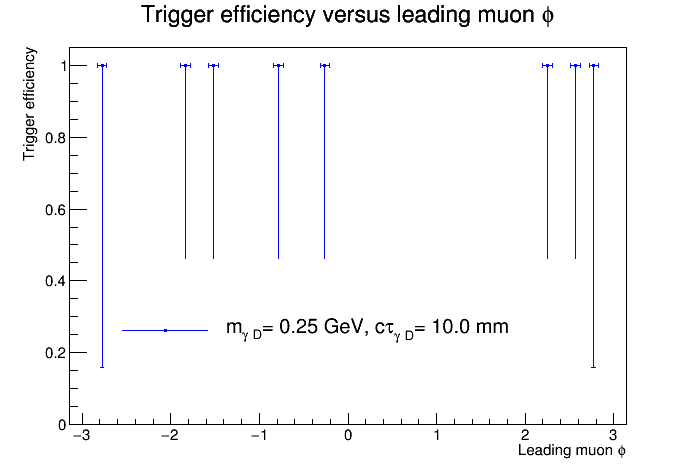 Trigger efficiency versus leading muon ϕ
Trigger efficiency
1
0.8
0.6
0.4
0.2
0
mγ D= 0.25 GeV, cτγ D= 10.0 mm
−3 −2 −1 0 1 2 3
Leading muon ϕ